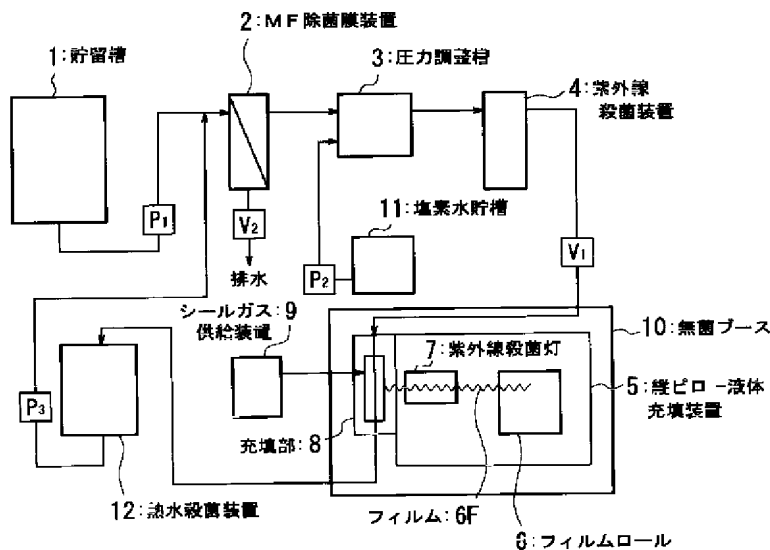 1:貯留槽
2:MF除菌膜装置
3:圧力調整槽
4:紫外線
殺菌装置
P1
V2
排水
11:塩素水貯槽
P2
V1
シールガス:9
供給装置
10:無菌ブース
7:紫外線殺菌灯
5:縦ピロー液体
充填装置
P3
充填部:8
12:熱水殺菌装置
フィルム:6F
6:フィルムロール